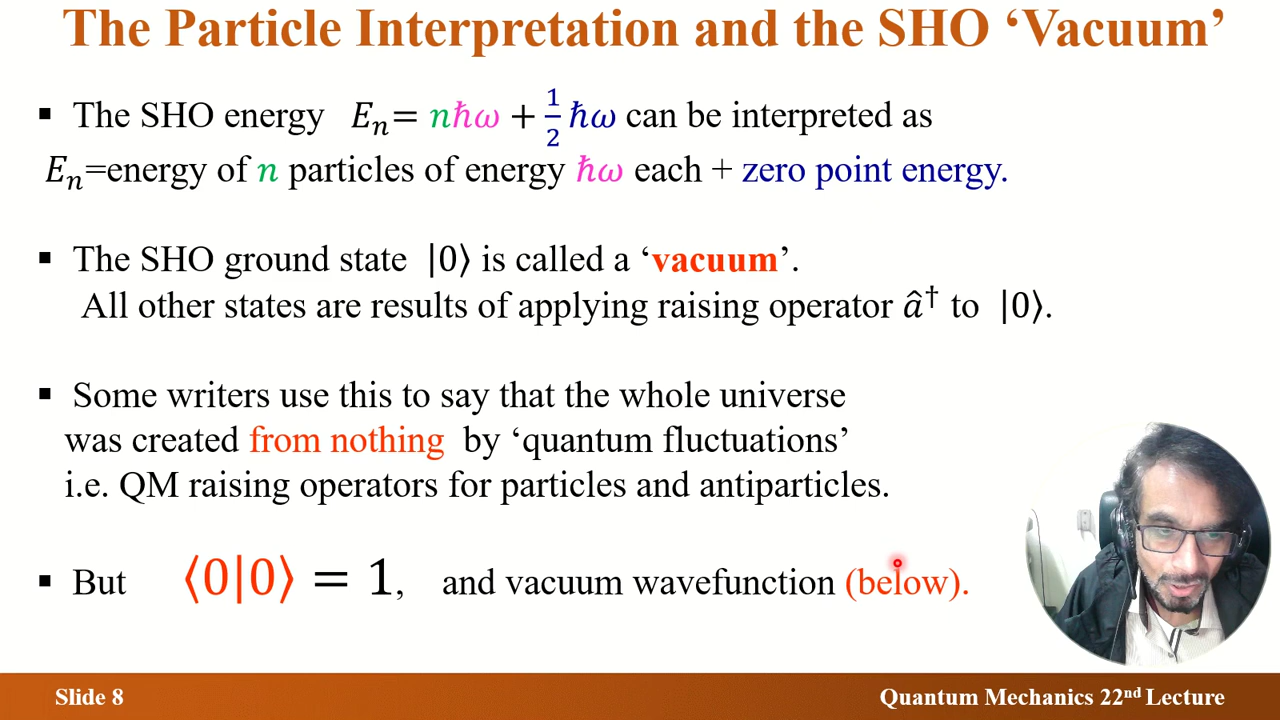 The Particle Interpretation and the SHO ‘Vacuum’
▪ The SHO energy Eₙ= nħω + ½ ħω can be interpreted as
Eₙ=energy of n particles of energy ħω each + zero point energy.
▪ The SHO ground state |0⟩ is called a ‘vacuum’.
All other states are results of applying raising operator â† to |0⟩.
▪ Some writers use this to say that the whole universe
was created from nothing by ‘quantum fluctuations’
i.e. QM raising operators for particles and antiparticles.
▪ But ⟨0|0⟩ = 1, and vacuum wavefunction (below).
Slide 8
Quantum Mechanics 22nd Lecture